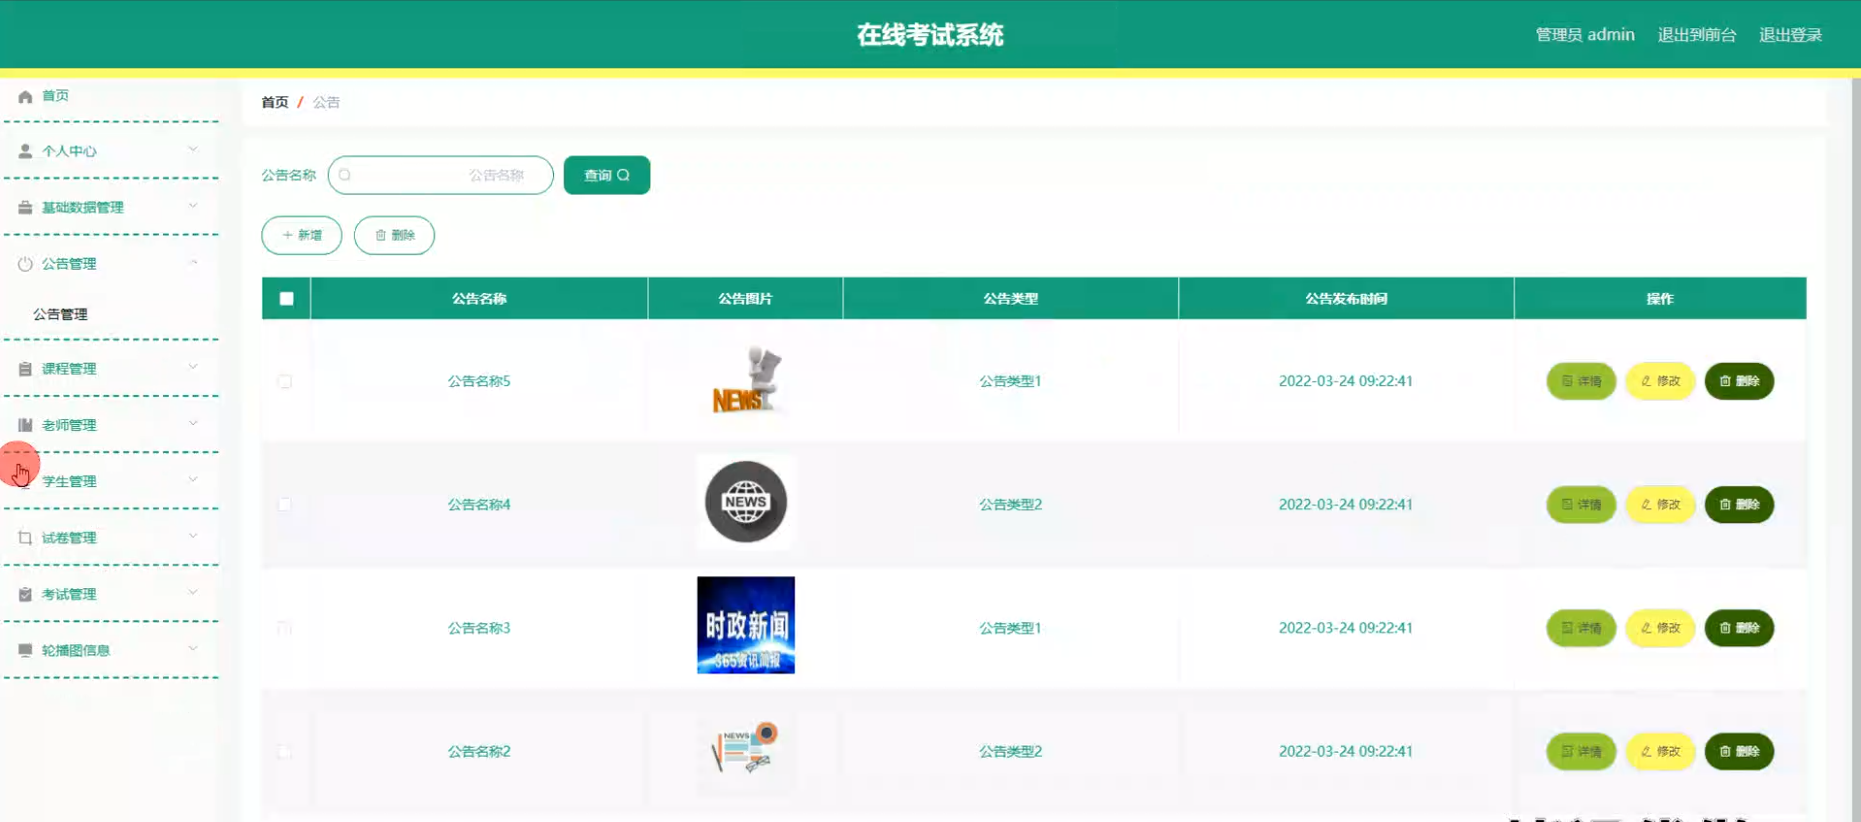 在线考试系统
管理员 admin 退出到前台 退出登录
首页
个人中心
基础数据管理
公告管理
公告管理
课程管理
老师管理
学生管理
试卷管理
考试管理
轮播图信息
首页 / 公告
公告名称 公告名称 查询
+ 新增 删除
公告名称 公告图片 公告类型 公告发布时间 操作
公告名称5 NEWS 公告类型1 2022-03-24 09:22:41 详情 修改 删除
公告名称4 NEWS 公告类型2 2022-03-24 09:22:41 详情 修改 删除
公告名称3 时政新闻 365资讯简报 公告类型1 2022-03-24 09:22:41 详情 修改 删除
公告名称2 NEWS 公告类型2 2022-03-24 09:22:41 详情 修改 删除